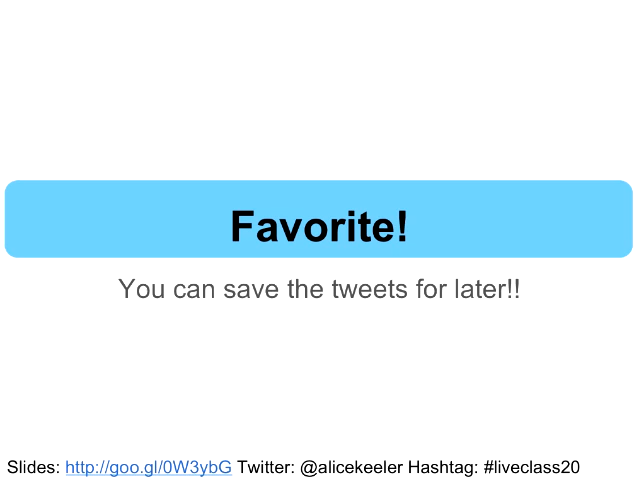 Favorite!
You can save the tweets for later!!
Slides: http://goo.gl/0W3ybG Twitter: @alicekeeler Hashtag: #liveclass20